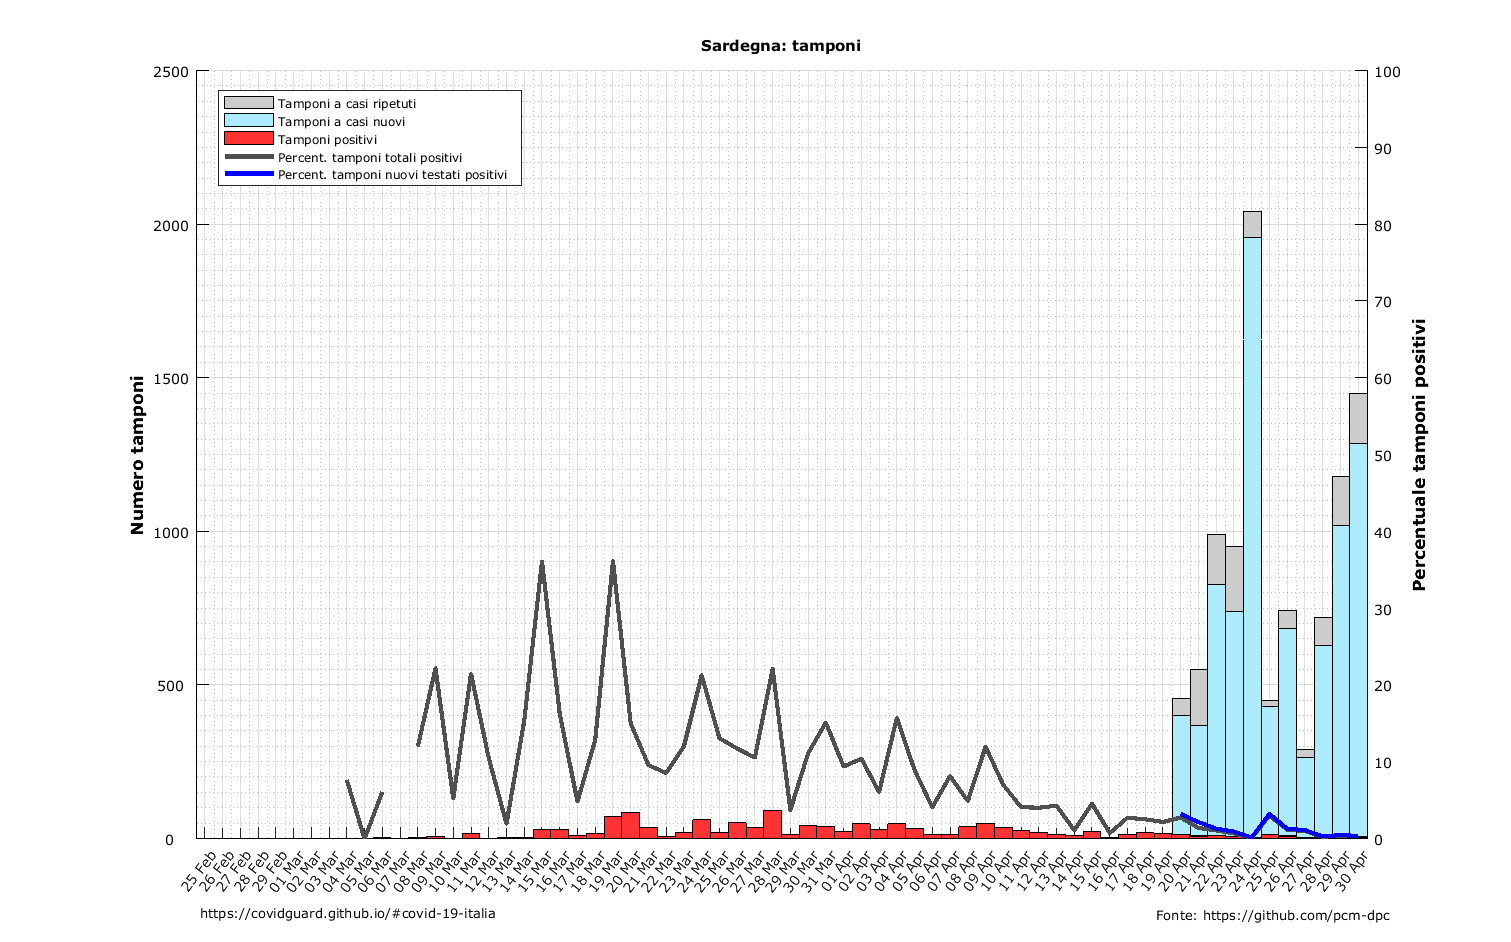 Sardegna: tamponi
Tamponi a casi ripetuti
Tamponi a casi nuovi
Tamponi positivi
Percent. tamponi totali positivi
Percent. tamponi nuovi testati positivi
Numero tamponi
2500
2000
1500
1000
500
0
Percentuale tamponi positivi
100
90
80
70
60
50
40
30
20
10
0
25 Feb
26 Feb
27 Feb
28 Feb
29 Feb
01 Mar
02 Mar
03 Mar
04 Mar
05 Mar
06 Mar
07 Mar
08 Mar
09 Mar
10 Mar
11 Mar
12 Mar
13 Mar
14 Mar
15 Mar
16 Mar
17 Mar
18 Mar
19 Mar
20 Mar
21 Mar
22 Mar
23 Mar
24 Mar
25 Mar
26 Mar
27 Mar
28 Mar
29 Mar
30 Mar
31 Mar
01 Apr
02 Apr
03 Apr
04 Apr
05 Apr
06 Apr
07 Apr
08 Apr
09 Apr
10 Apr
11 Apr
12 Apr
13 Apr
14 Apr
15 Apr
16 Apr
17 Apr
18 Apr
19 Apr
20 Apr
21 Apr
22 Apr
23 Apr
24 Apr
25 Apr
26 Apr
27 Apr
28 Apr
29 Apr
30 Apr
https://covidguard.github.io/#covid-19-italia
Fonte: https://github.com/pcm-dpc